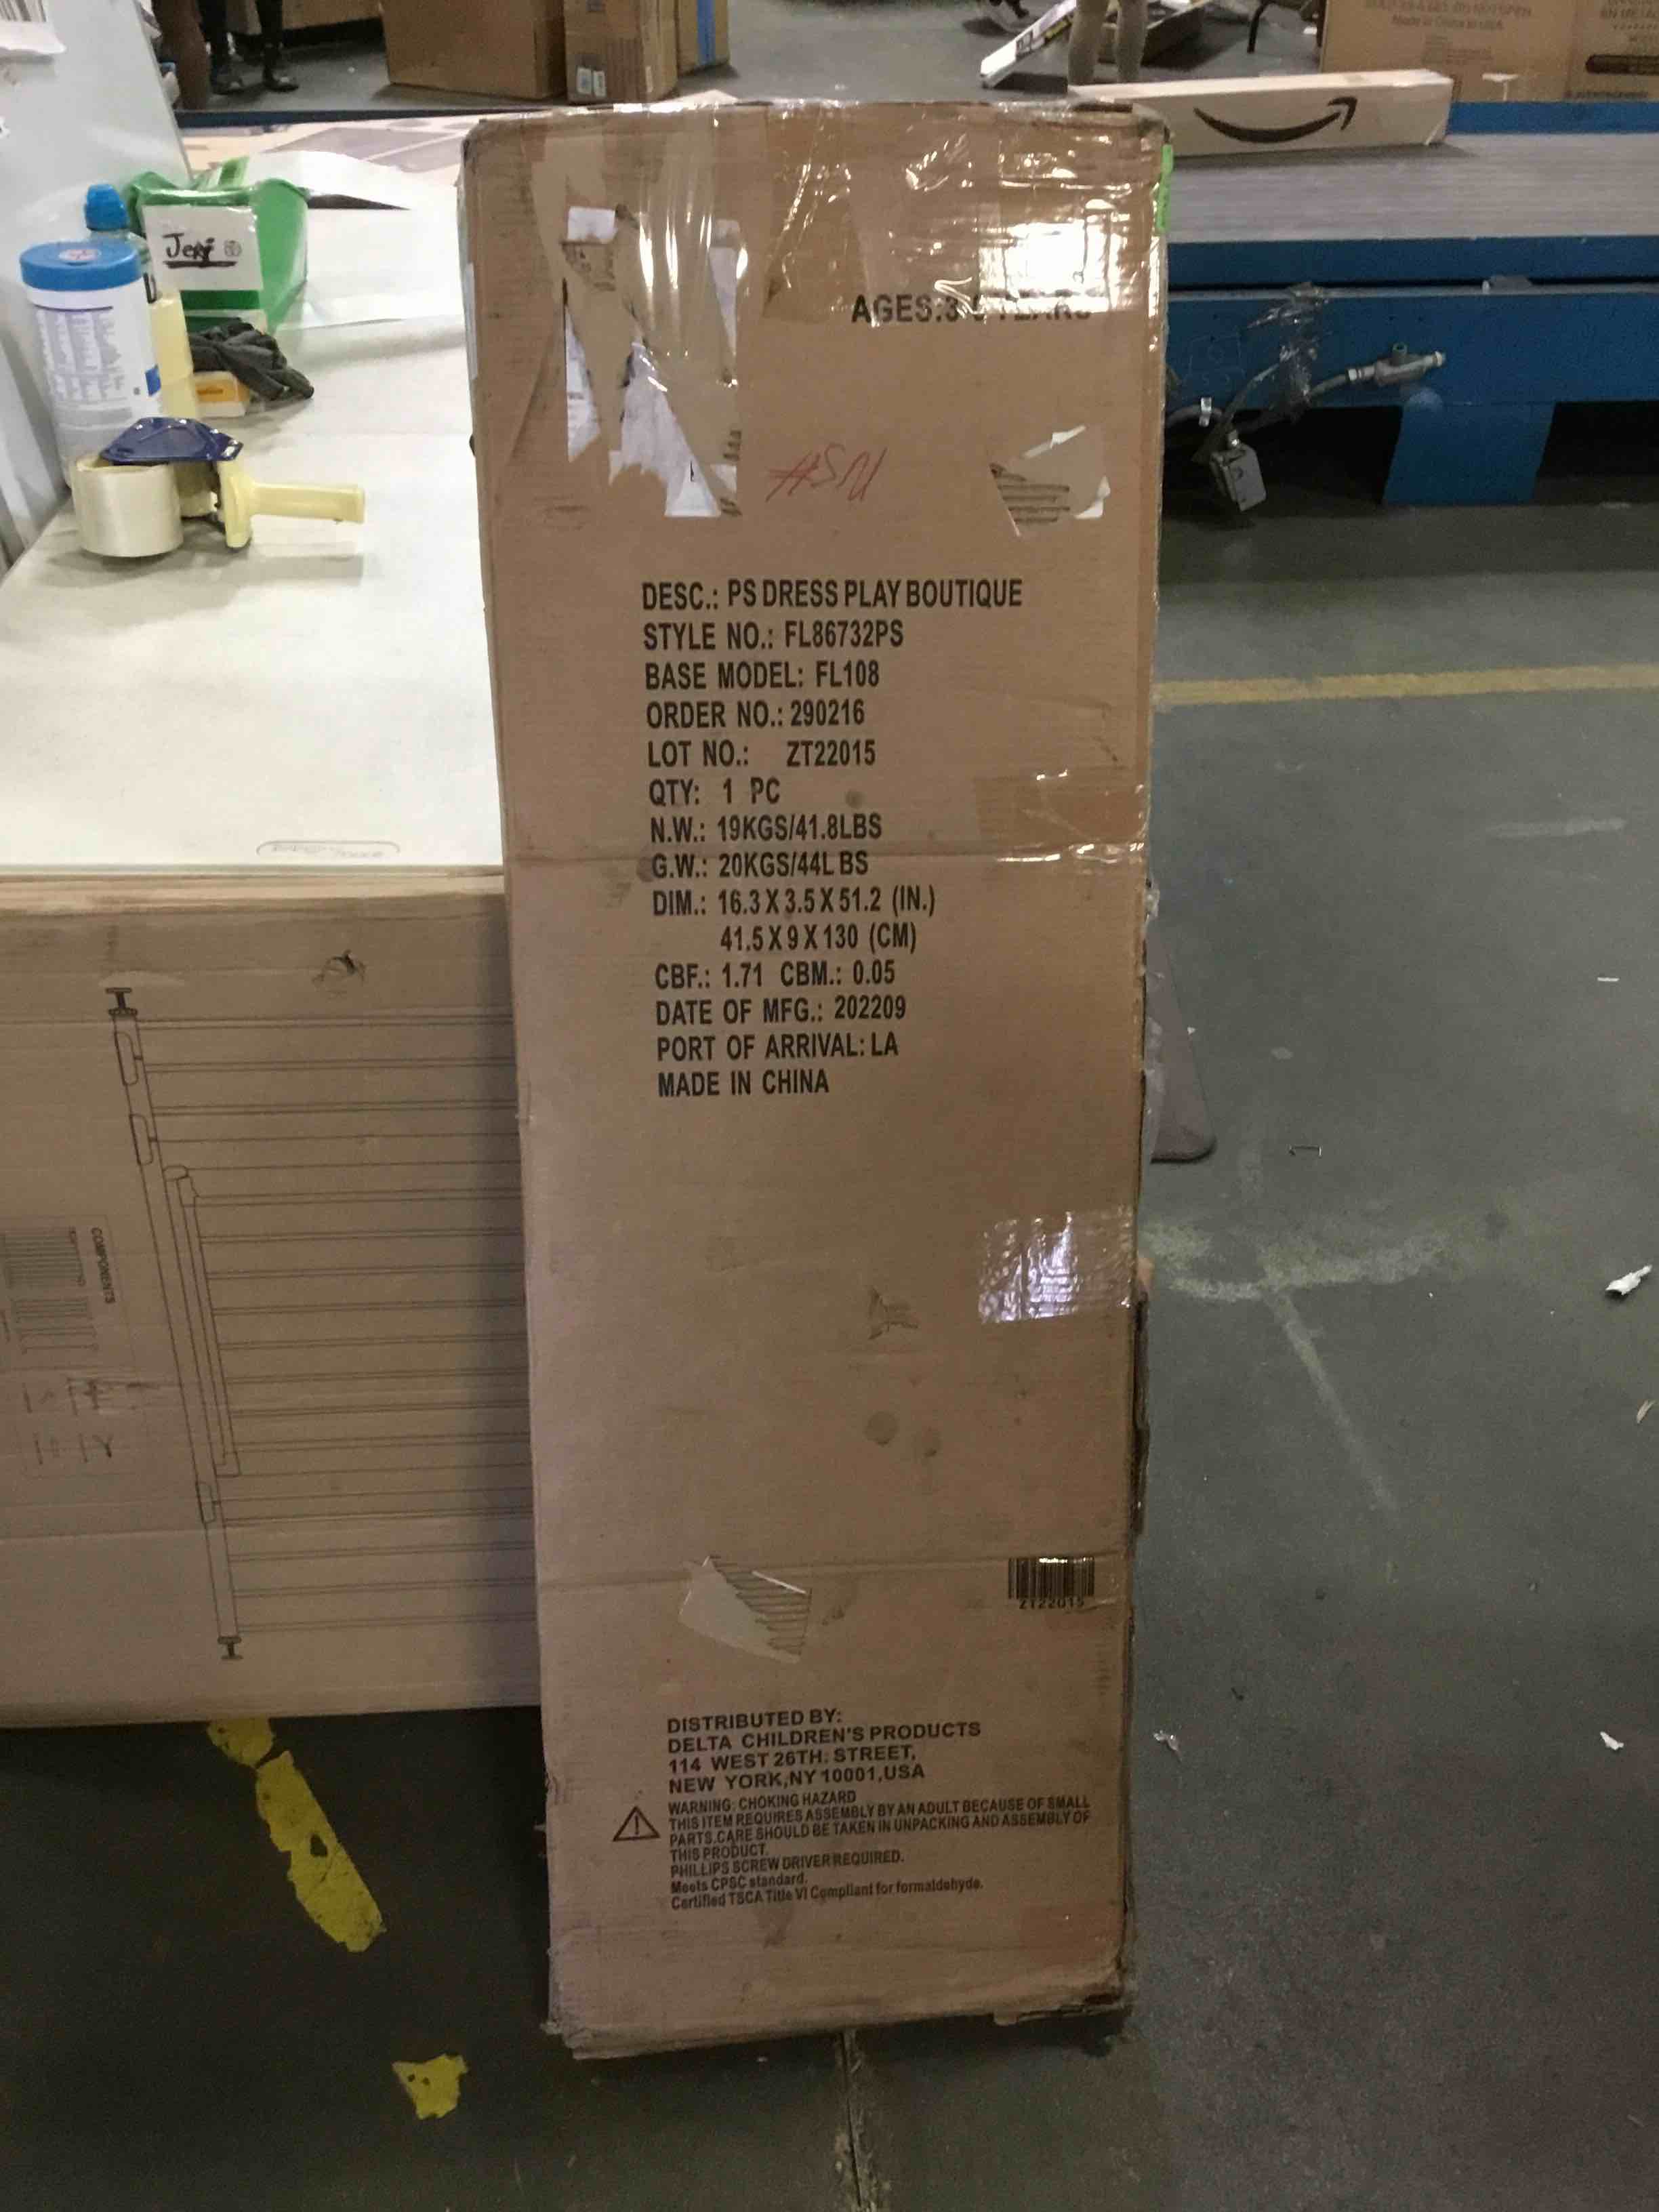 Jeri
AGES:3
#SN
DESC.: PS DRESS PLAY BOUTIQUE
STYLE NO.: FL86732PS
BASE MODEL: FL108
ORDER NO.: 290216
LOT NO.: ZT22015
QTY: 1 PC
N.W.: 19KGS/41.8LBS
G.W.: 20KGS/44LBS
DIM.: 16.3 X 3.5 X 51.2 (IN.)
41.5 X 9 X 130 (CM)
CBF.: 1.71 CBM.: 0.05
DATE OF MFG.: 202209
PORT OF ARRIVAL: LA
MADE IN CHINA
COMPONENTS
ZT22015
DISTRIBUTED BY:
DELTA CHILDREN'S PRODUCTS
114 WEST 26TH. STREET,
NEW YORK,NY 10001,USA
WARNING: CHOKING HAZARD
THIS ITEM REQUIRES ASSEMBLY BY AN ADULT BECAUSE OF SMALL
PARTS.CARE SHOULD BE TAKEN IN UNPACKING AND ASSEMBLY OF
THIS PRODUCT.
PHILLIPS SCREW DRIVER REQUIRED.
Meets CPSC standard.
Certified TSCA Title VI Compliant for formaldehyde.